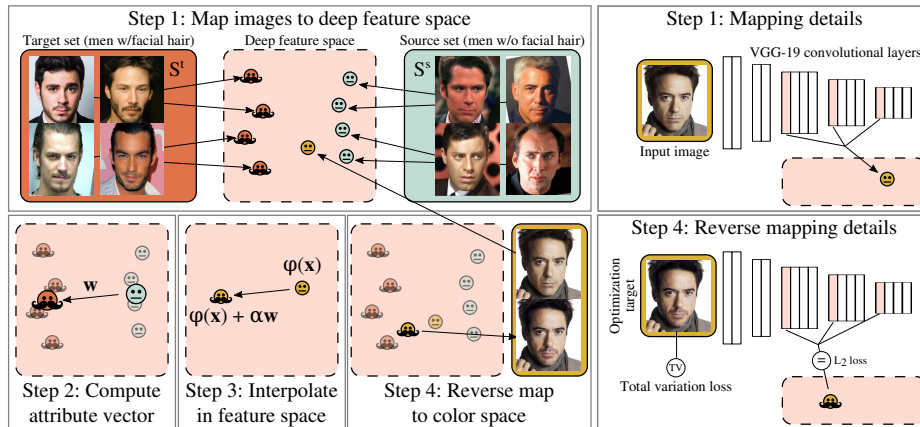 Step 1: Map images to deep feature space
Target set (men w/facial hair)
Deep feature space
Source set (men w/o facial hair)
Sᵗ
Sˢ
Step 2: Compute
attribute vector
w
Step 3: Interpolate
in feature space
φ(x)
φ(x) + αw
Step 4: Reverse map
to color space
Step 1: Mapping details
VGG-19 convolutional layers
Input image
Step 4: Reverse mapping details
Optimization
target
TV
Total variation loss
= L₂ loss